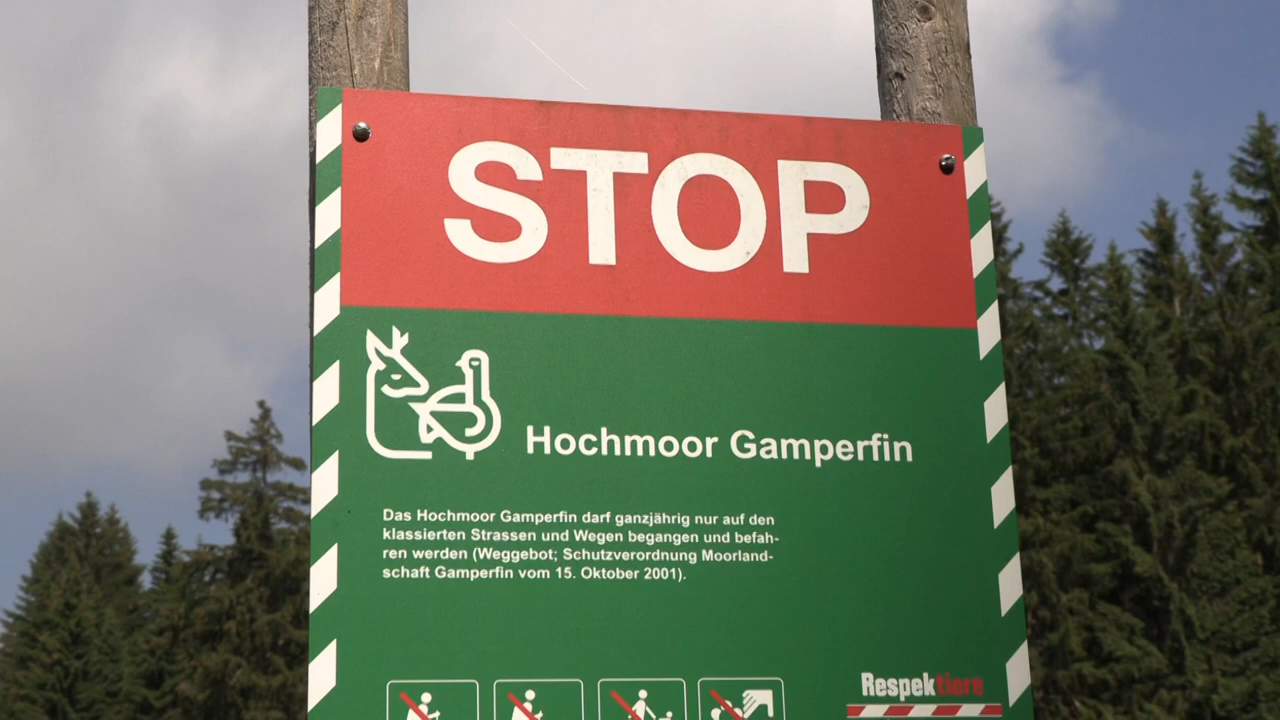 STOP
Hochmoor Gamperfin
Das Hochmoor Gamperfin darf ganzjährig nur auf den
klassierten Strassen und Wegen begangen und befah-
ren werden (Weggebot; Schutzverordnung Moorland-
schaft Gamperfin vom 15. Oktober 2001).
Respektiere